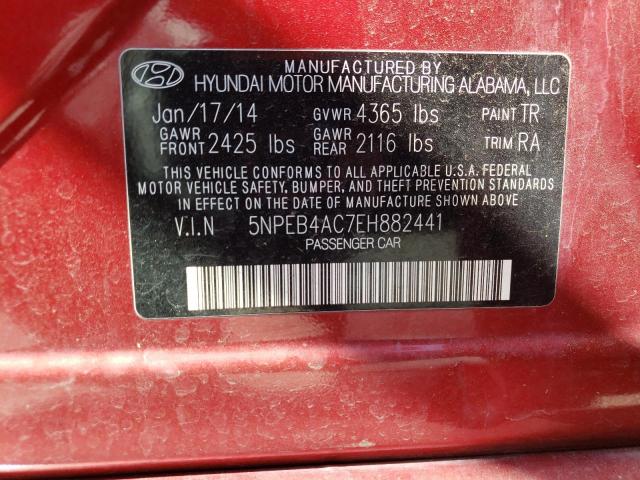 MANUFACTURED BY
HYUNDAI MOTOR MANUFACTURING ALABAMA, LLC
Jan/17/14 GVWR 4365 lbs PAINT TR
GAWR FRONT 2425 lbs GAWR REAR 2116 lbs TRIM RA
THIS VEHICLE CONFORMS TO ALL APPLICABLE U.S.A. FEDERAL
MOTOR VEHICLE SAFETY, BUMPER, AND THEFT PREVENTION STANDARDS
IN EFFECT ON THE DATE OF MANUFACTURE SHOWN ABOVE
V.I.N 5NPEB4AC7EH882441
PASSENGER CAR